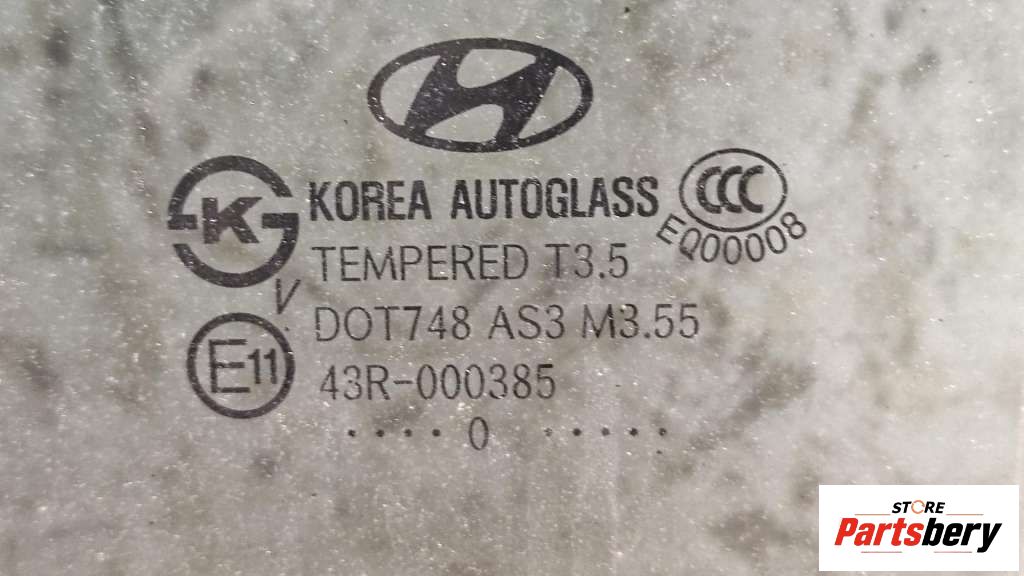 KOREA AUTOGLASS
K
CCC
EQ00008
TEMPERED T3.5
V
DOT748 AS3 M3.55
E11
43R-000385
····0 ·····
STORE
Partsbery